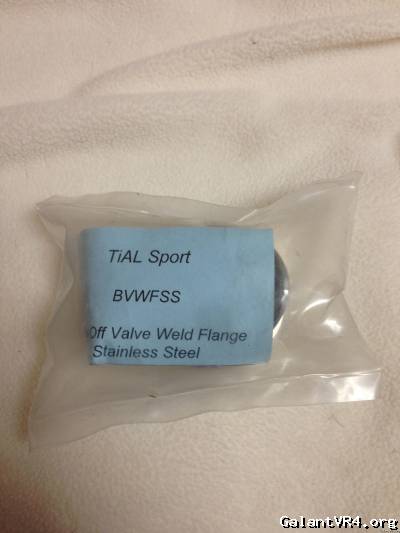 TiAL Sport
BVWFSS
Off Valve Weld Flange
Stainless Steel
GalantVR4.org